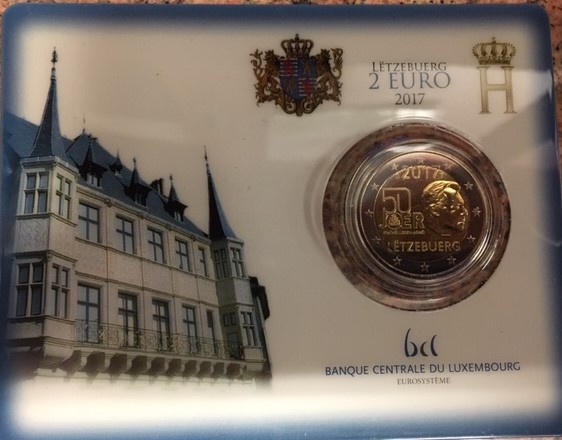 LËTZEBUERG
2 EURO
2017
H
2017
50
JOER
LËTZEBUERG
bcl
BANQUE CENTRALE DU LUXEMBOURG
EUROSYSTÈME